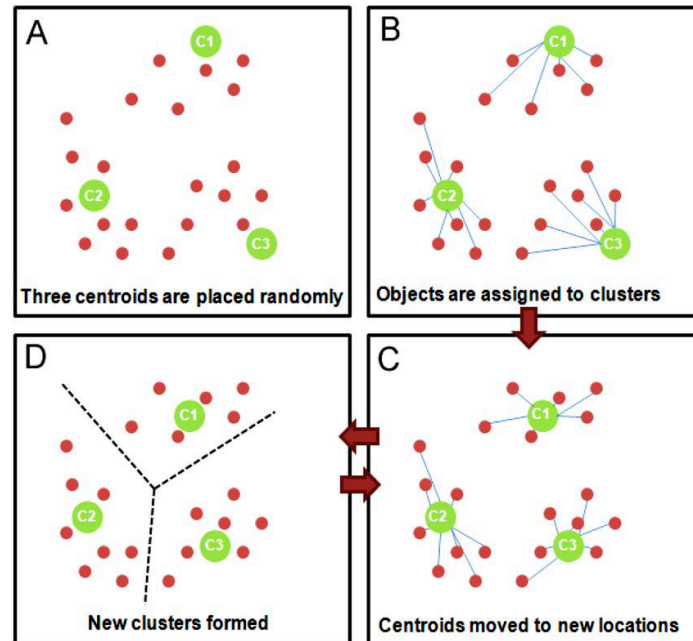 A
C1
C2
C3
Three centroids are placed randomly
B
C1
C2
C3
Objects are assigned to clusters
D
C1
C2
C3
New clusters formed
C
C1
C2
C3
Centroids moved to new locations